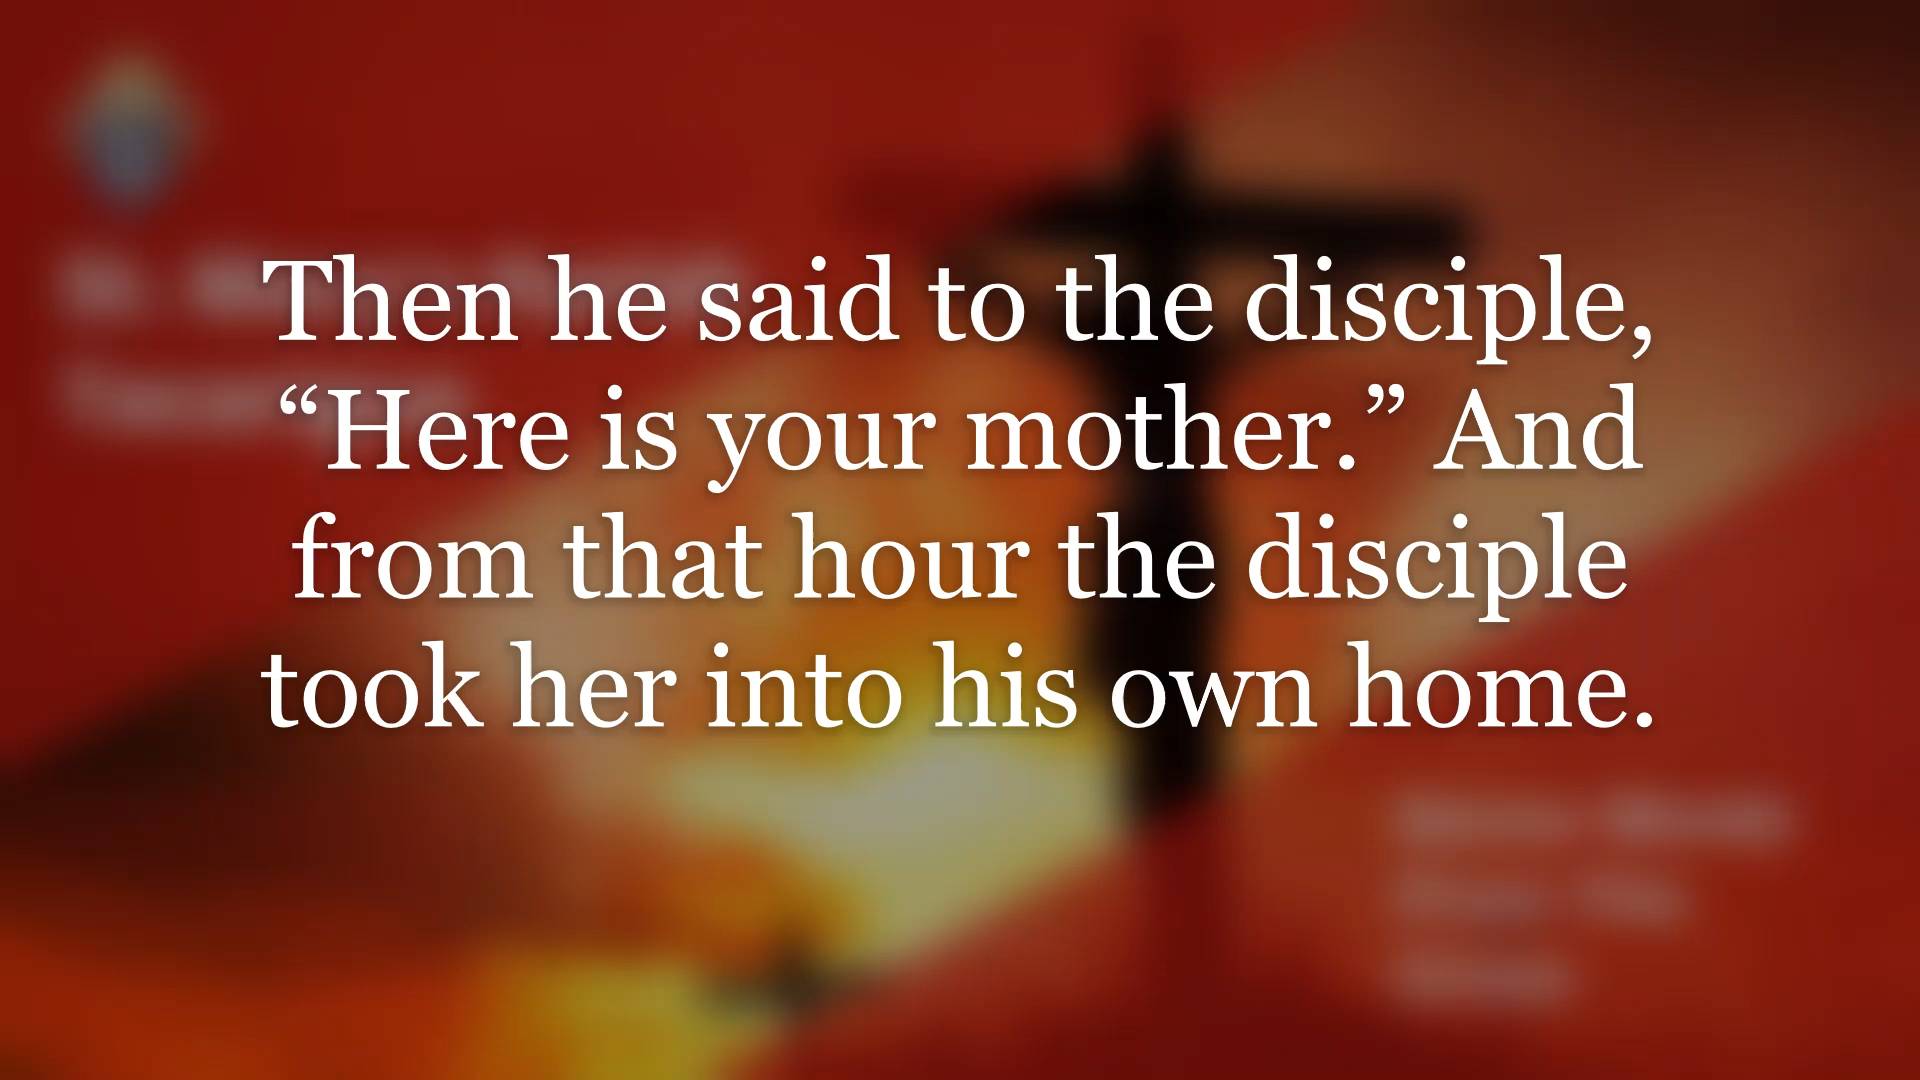 Then he said to the disciple,
“Here is your mother.” And
from that hour the disciple
took her into his own home.